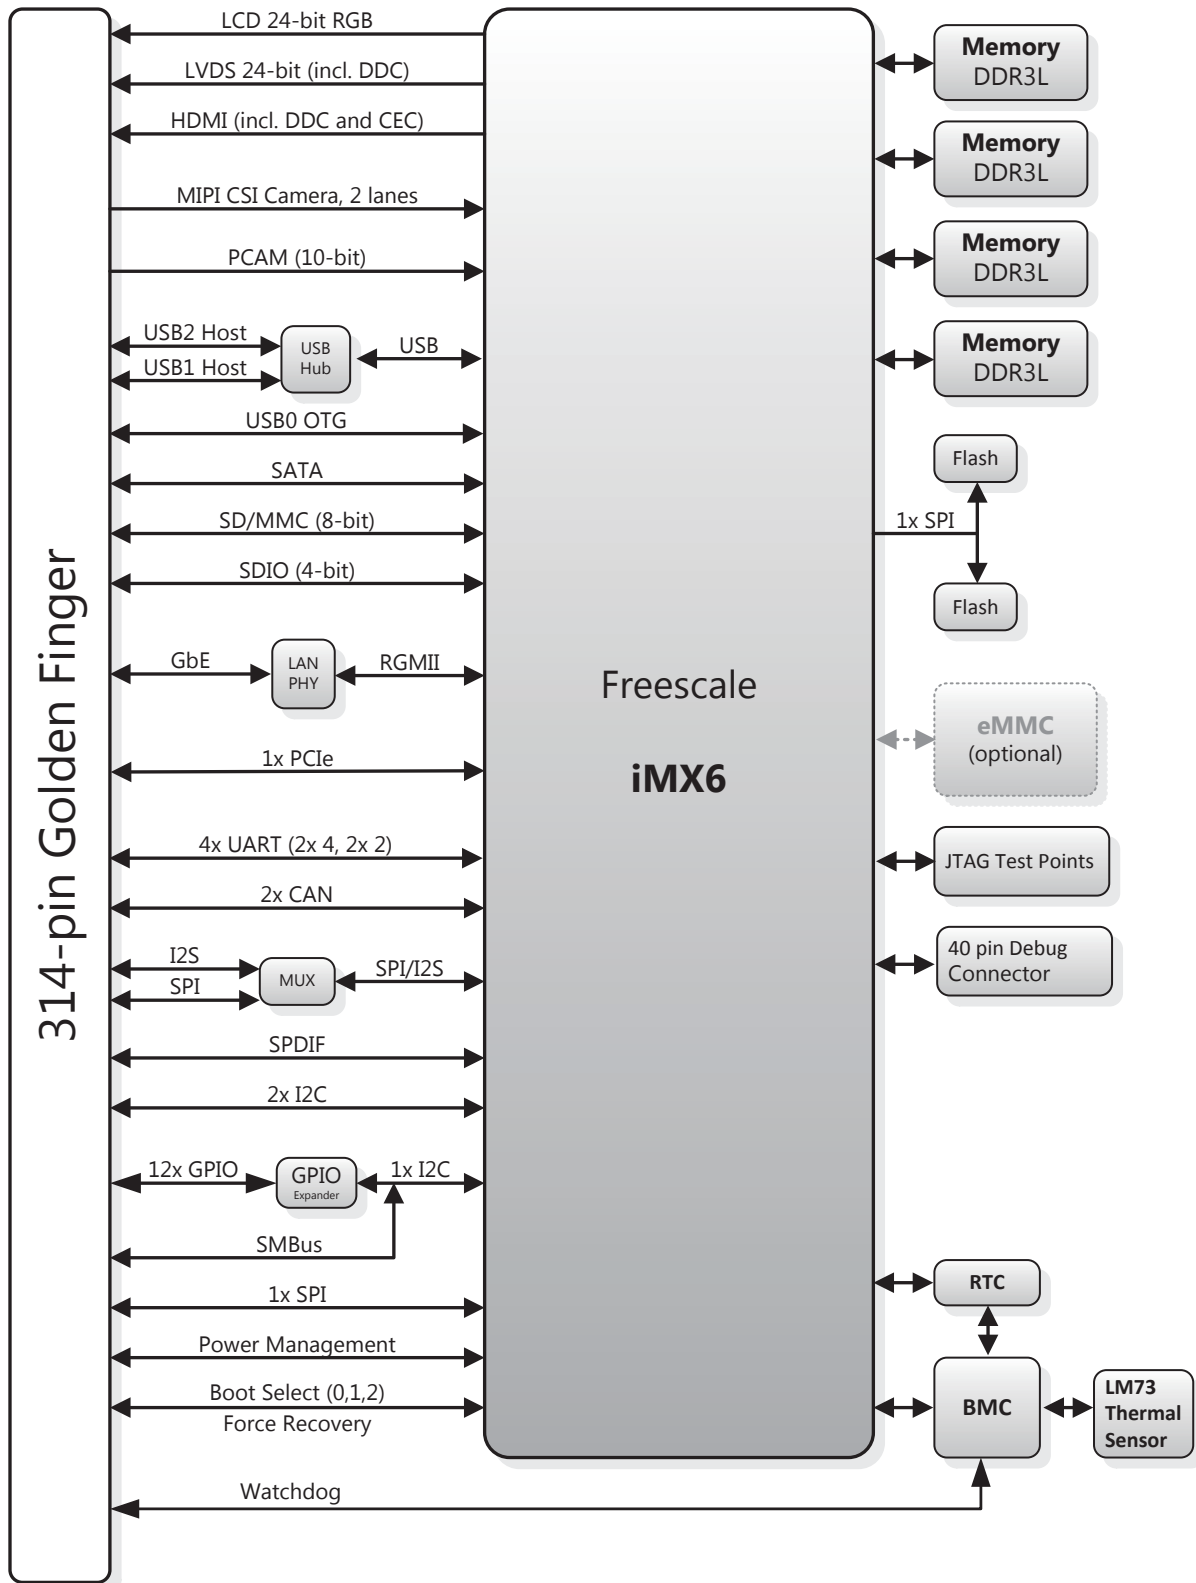 314-pin Golden Finger
LCD 24-bit RGB
LVDS 24-bit (incl. DDC)
HDMI (incl. DDC and CEC)
MIPI CSI Camera, 2 lanes
PCAM (10-bit)
USB2 Host
USB1 Host
USB
Hub
USB
USB0 OTG
SATA
SD/MMC (8-bit)
SDIO (4-bit)
GbE
LAN
PHY
RGMII
1x PCIe
4x UART (2x 4, 2x 2)
2x CAN
I2S
SPI
MUX
SPI/I2S
SPDIF
2x I2C
12x GPIO
GPIO
Expander
1x I2C
SMBus
1x SPI
Power Management
Boot Select (0,1,2)
Force Recovery
Watchdog
Freescale
iMX6
Memory
DDR3L
Memory
DDR3L
Memory
DDR3L
Memory
DDR3L
Flash
1x SPI
Flash
eMMC
(optional)
JTAG Test Points
40 pin Debug
Connector
RTC
BMC
LM73
Thermal
Sensor